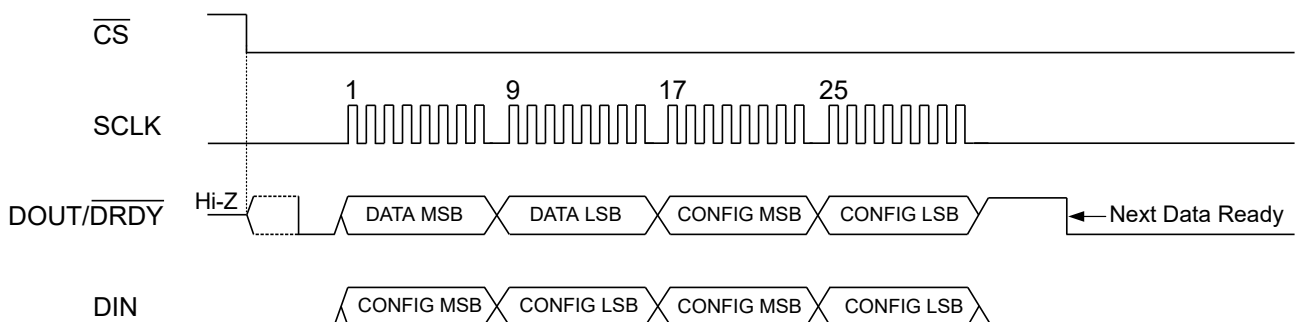 CS
1 9 17 25
SCLK
Hi-Z
DOUT/DRDY
DATA MSB DATA LSB CONFIG MSB CONFIG LSB
Next Data Ready
DIN
CONFIG MSB CONFIG LSB CONFIG MSB CONFIG LSB